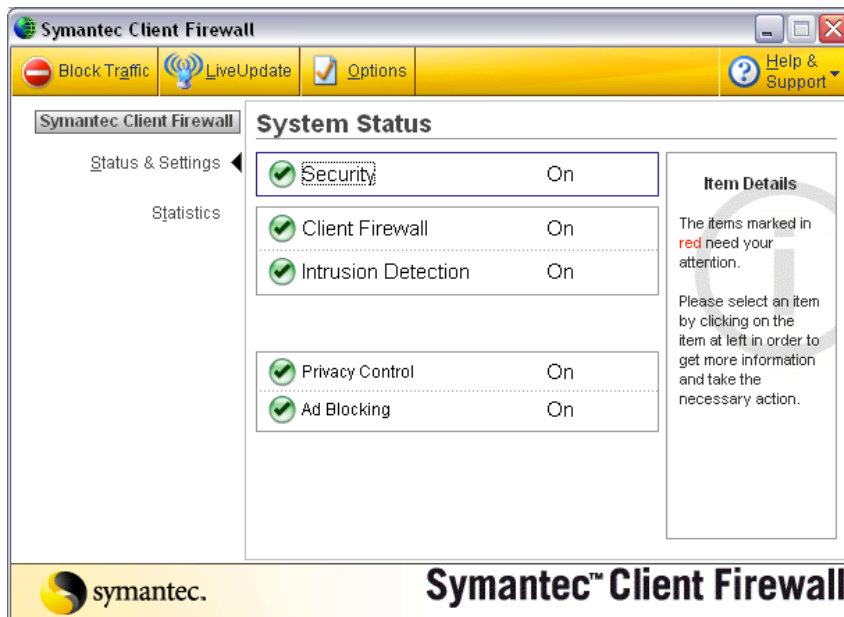 Symantec Client Firewall
Block Traffic
LiveUpdate
Options
Help &
Support
Symantec Client Firewall
Status & Settings
Statistics
System Status
Security On
Client Firewall On
Intrusion Detection On
Privacy Control On
Ad Blocking On
Item Details
The items marked in
red need your
attention.
Please select an item
by clicking on the
item at left in order to
get more information
and take the
necessary action.
symantec.
Symantec™ Client Firewall